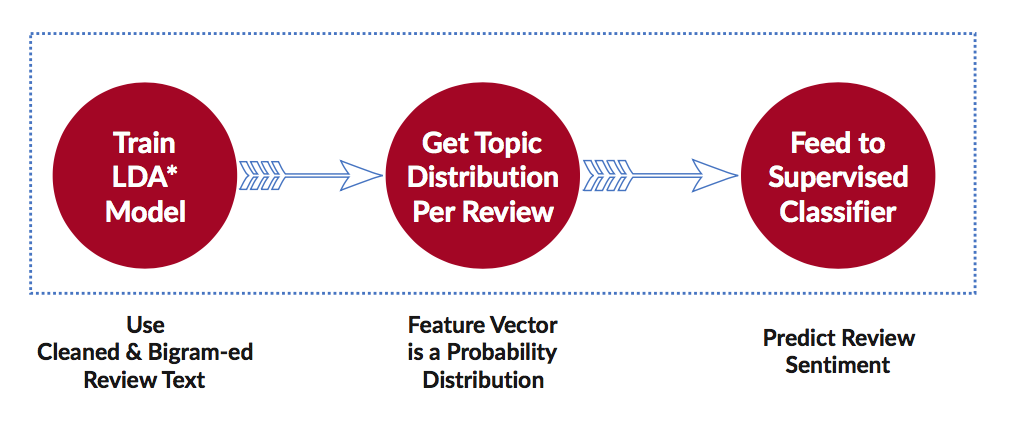 Train
LDA*
Model
Get Topic
Distribution
Per Review
Feed to
Supervised
Classifier
Use
Cleaned & Bigram-ed
Review Text
Feature Vector
is a Probability
Distribution
Predict Review
Sentiment